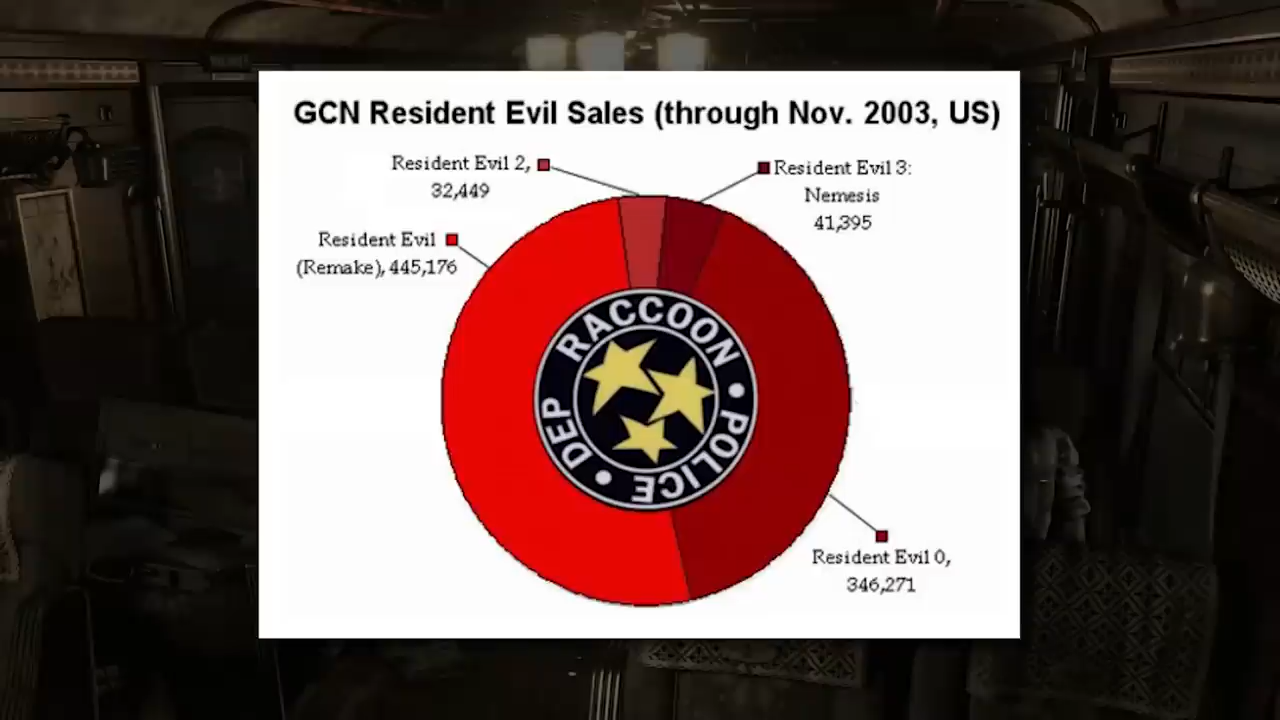 GCN Resident Evil Sales (through Nov. 2003, US)
Resident Evil 2,
32,449
Resident Evil 3:
Nemesis
41,395
Resident Evil
(Remake), 445,176
RACCOON • POLICE • DEP
Resident Evil 0,
346,271